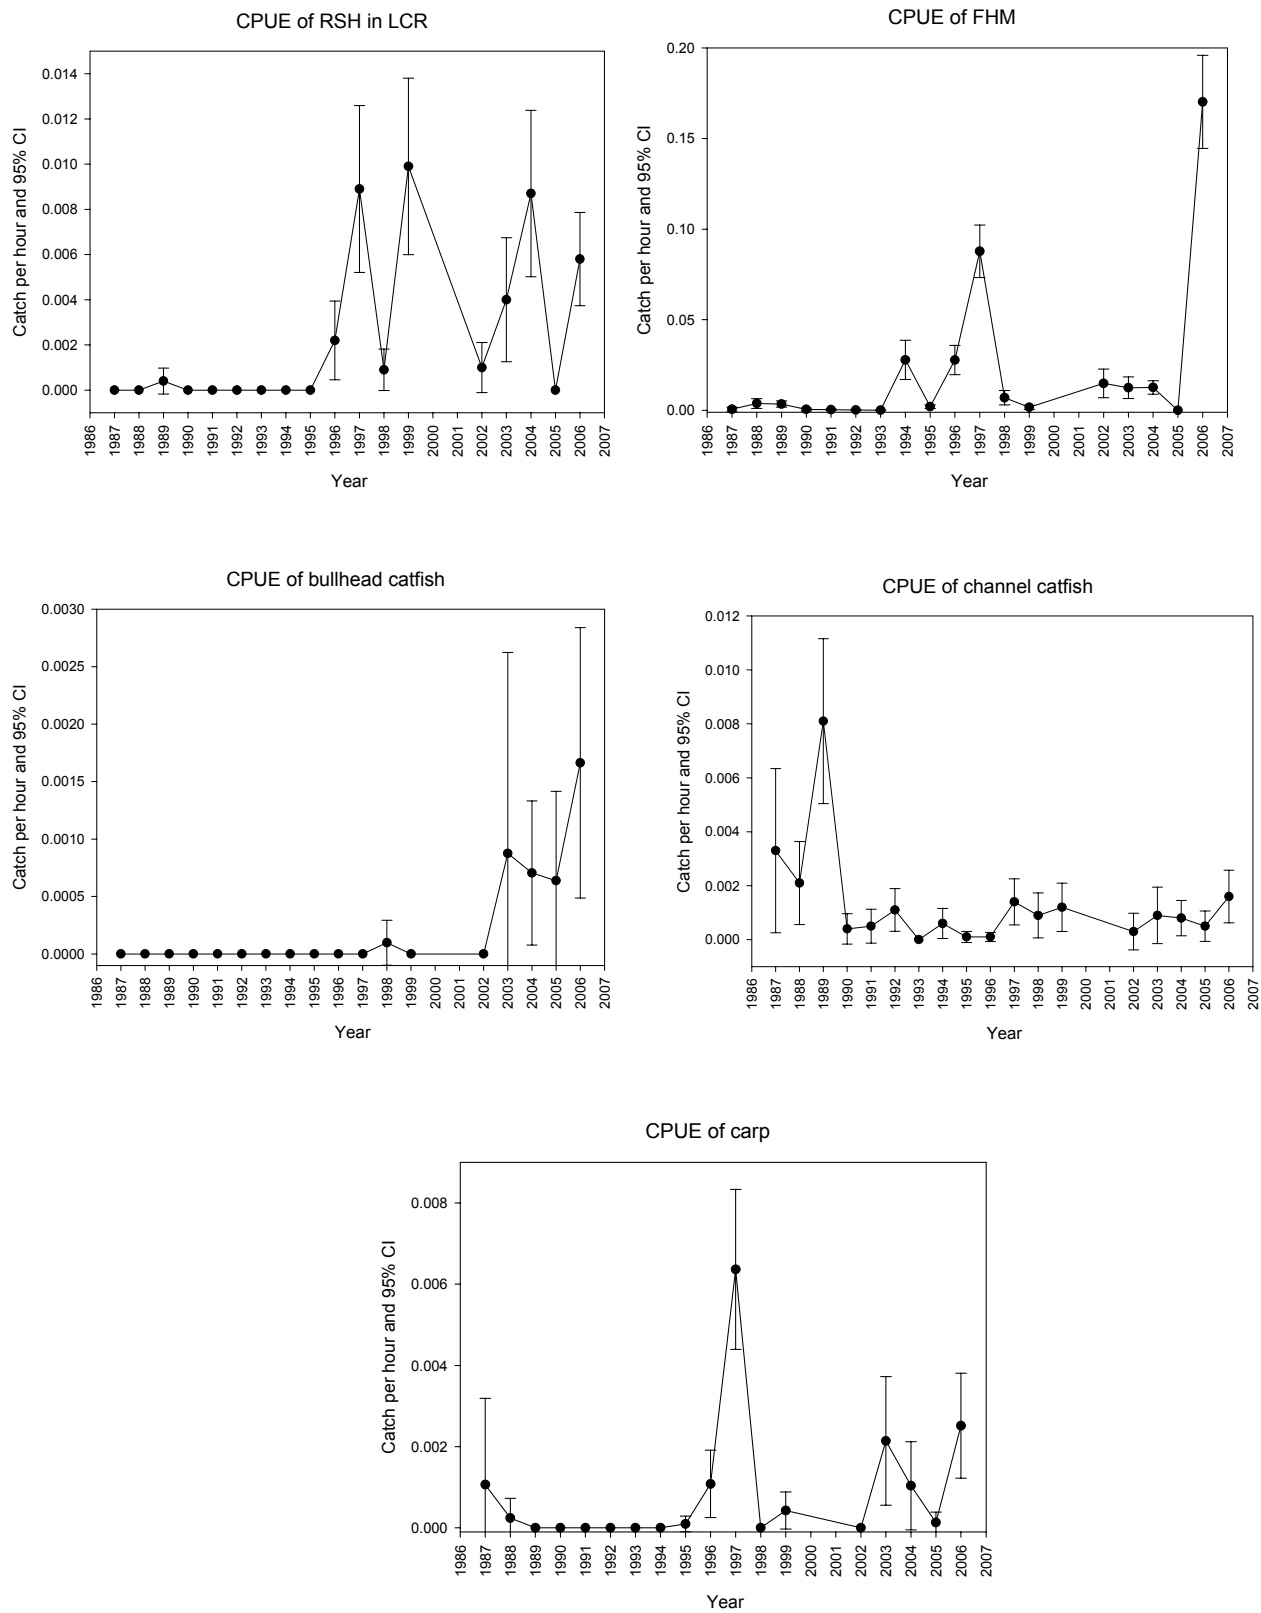 CPUE of RSH in LCR
Catch per hour and 95% CI
0.014
0.012
0.010
0.008
0.006
0.004
0.002
0.000
1986 1987 1988 1989 1990 1991 1992 1993 1994 1995 1996 1997 1998 1999 2000 2001 2002 2003 2004 2005 2006 2007
Year
CPUE of FHM
Catch per hour and 95% CI
0.20
0.15
0.10
0.05
0.00
1986 1987 1988 1989 1990 1991 1992 1993 1994 1995 1996 1997 1998 1999 2000 2001 2002 2003 2004 2005 2006 2007
Year
CPUE of bullhead catfish
Catch per hour and 95% CI
0.0030
0.0025
0.0020
0.0015
0.0010
0.0005
0.0000
1986 1987 1988 1989 1990 1991 1992 1993 1994 1995 1996 1997 1998 1999 2000 2001 2002 2003 2004 2005 2006 2007
Year
CPUE of channel catfish
Catch per hour and 95% CI
0.012
0.010
0.008
0.006
0.004
0.002
0.000
1986 1987 1988 1989 1990 1991 1992 1993 1994 1995 1996 1997 1998 1999 2000 2001 2002 2003 2004 2005 2006 2007
Year
CPUE of carp
Catch per hour and 95% CI
0.008
0.006
0.004
0.002
0.000
1986 1987 1988 1989 1990 1991 1992 1993 1994 1995 1996 1997 1998 1999 2000 2001 2002 2003 2004 2005 2006 2007
Year